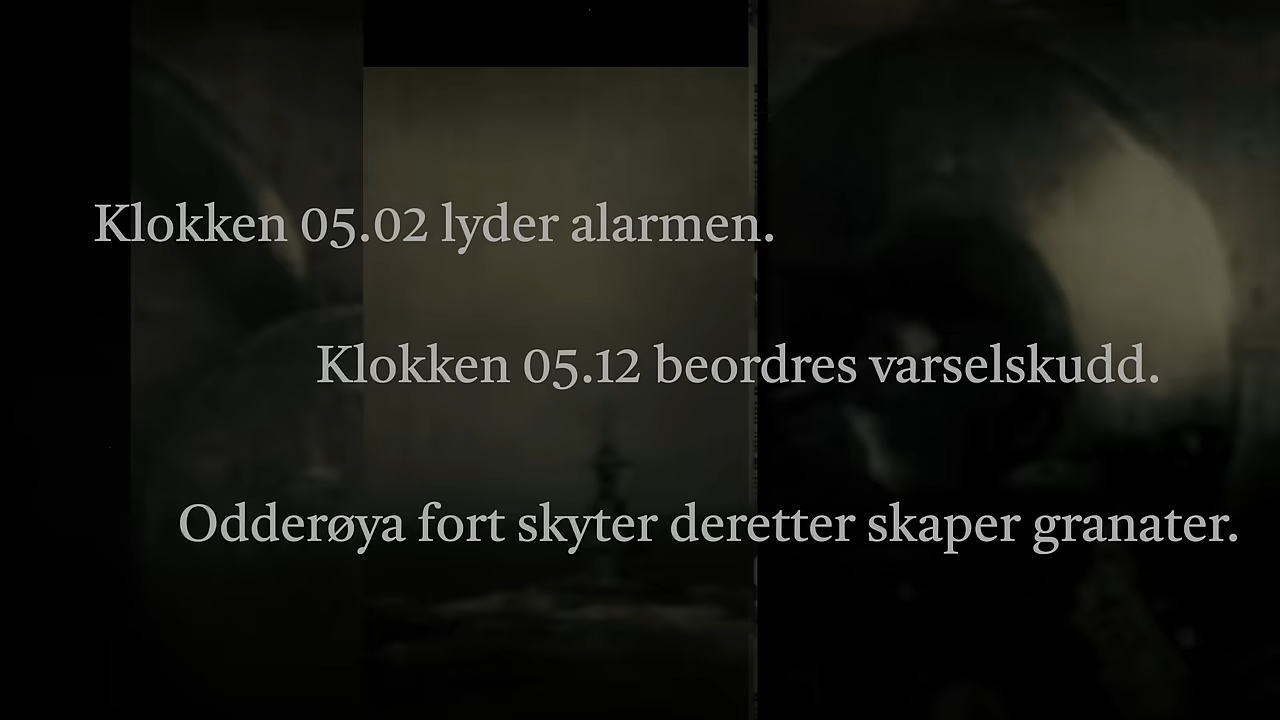 Klokken 05.02 lyder alarmen.
Klokken 05.12 beordres varselskudd.
Odderøya fort skyter deretter skaper granater.